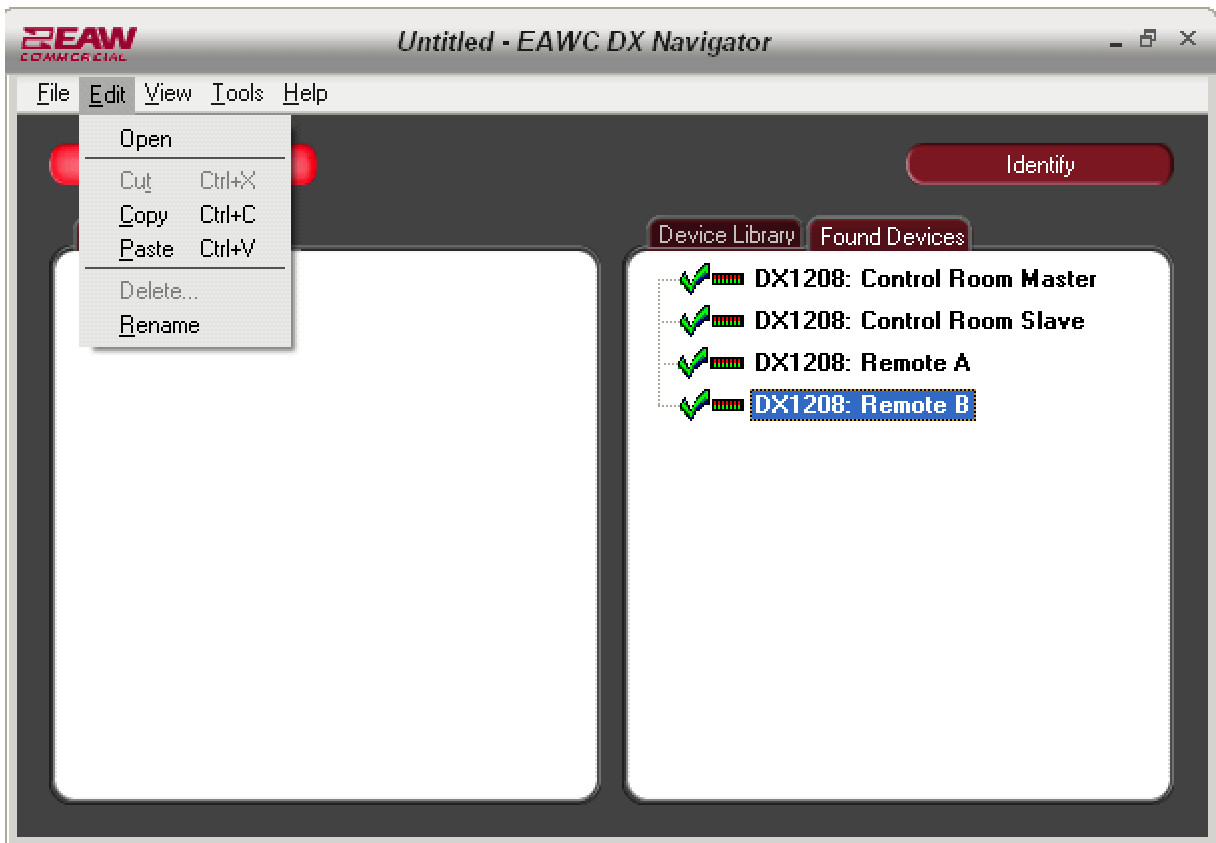 EAW
COMMERCIAL
Untitled - EAWC DX Navigator
File Edit View Tools Help
Open
Cut Ctrl+X
Copy Ctrl+C
Paste Ctrl+V
Delete...
Rename
Identify
Device Library Found Devices
DX1208: Control Room Master
DX1208: Control Room Slave
DX1208: Remote A
DX1208: Remote B